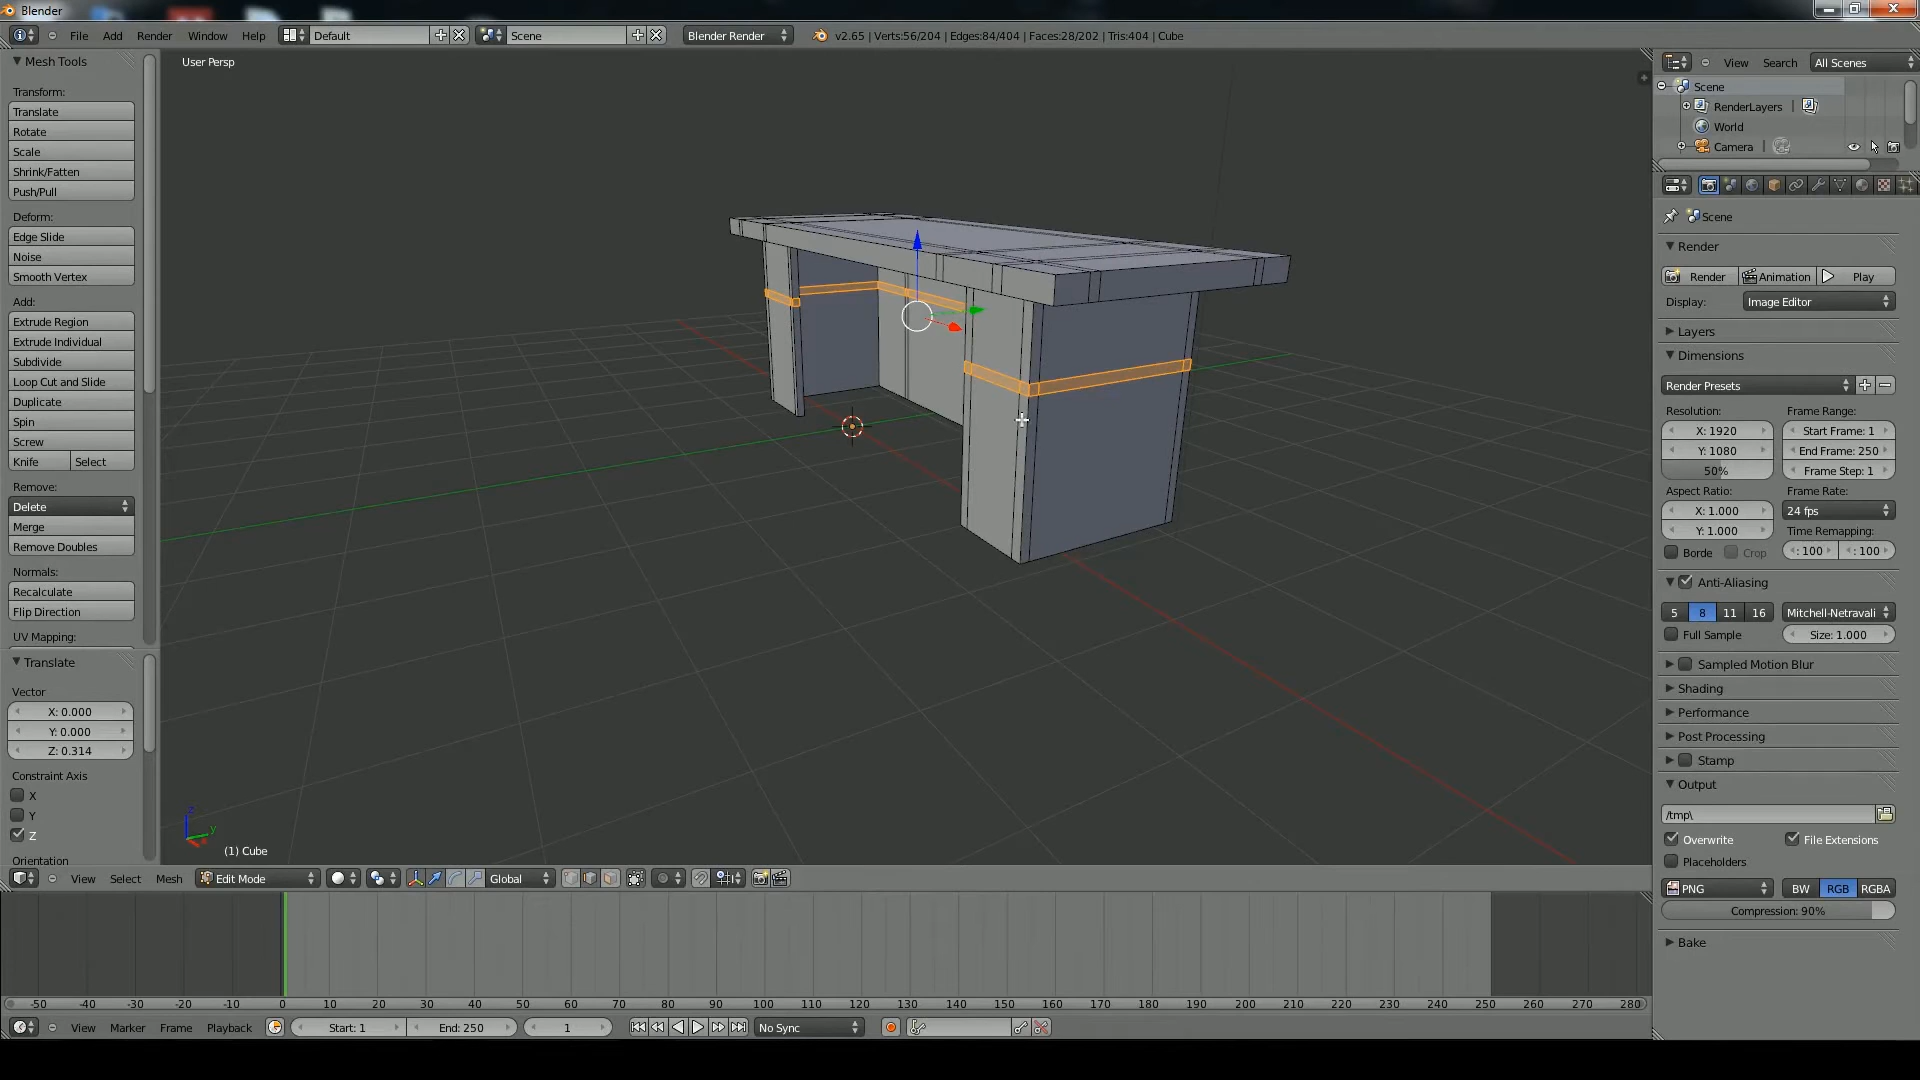 Blender
File Add Render Window Help Default Scene Blender Render v2.65 | Verts:56/204 | Edges:84/404 | Faces:28/202 | Tris:404 | Cube
Mesh Tools
Transform:
Translate
Rotate
Scale
Shrink/Fatten
Push/Pull
Deform:
Edge Slide
Noise
Smooth Vertex
Add:
Extrude Region
Extrude Individual
Subdivide
Loop Cut and Slide
Duplicate
Spin
Screw
Knife Select
Remove:
Delete
Merge
Remove Doubles
Normals:
Recalculate
Flip Direction
UV Mapping:
Translate
Vector
X: 0.000
Y: 0.000
Z: 0.314
Constraint Axis
X
Y
Z
Orientation
User Persp
z
y
(1) Cube
View Select Mesh Edit Mode Global
-50 -40 -30 -20 -10 0 10 20 30 40 50 60 70 80 90 100 110 120 130 140 150 160 170 180 190 200 210 220 230 240 250 260 270 280
View Marker Frame Playback Start: 1 End: 250 1 No Sync
View Search All Scenes
Scene
RenderLayers |
World
Camera |
Scene
Render
Render Animation Play
Display: Image Editor
Layers
Dimensions
Render Presets
Resolution: Frame Range:
X: 1920 Start Frame: 1
Y: 1080 End Frame: 250
50% Frame Step: 1
Aspect Ratio: Frame Rate:
X: 1.000 24 fps
Y: 1.000 Time Remapping:
Borde Crop : 100 : 100
Anti-Aliasing
5 8 11 16 Mitchell-Netravali
Full Sample Size: 1.000
Sampled Motion Blur
Shading
Performance
Post Processing
Stamp
Output
/tmp\
Overwrite File Extensions
Placeholders
PNG BW RGB RGBA
Compression: 90%
Bake